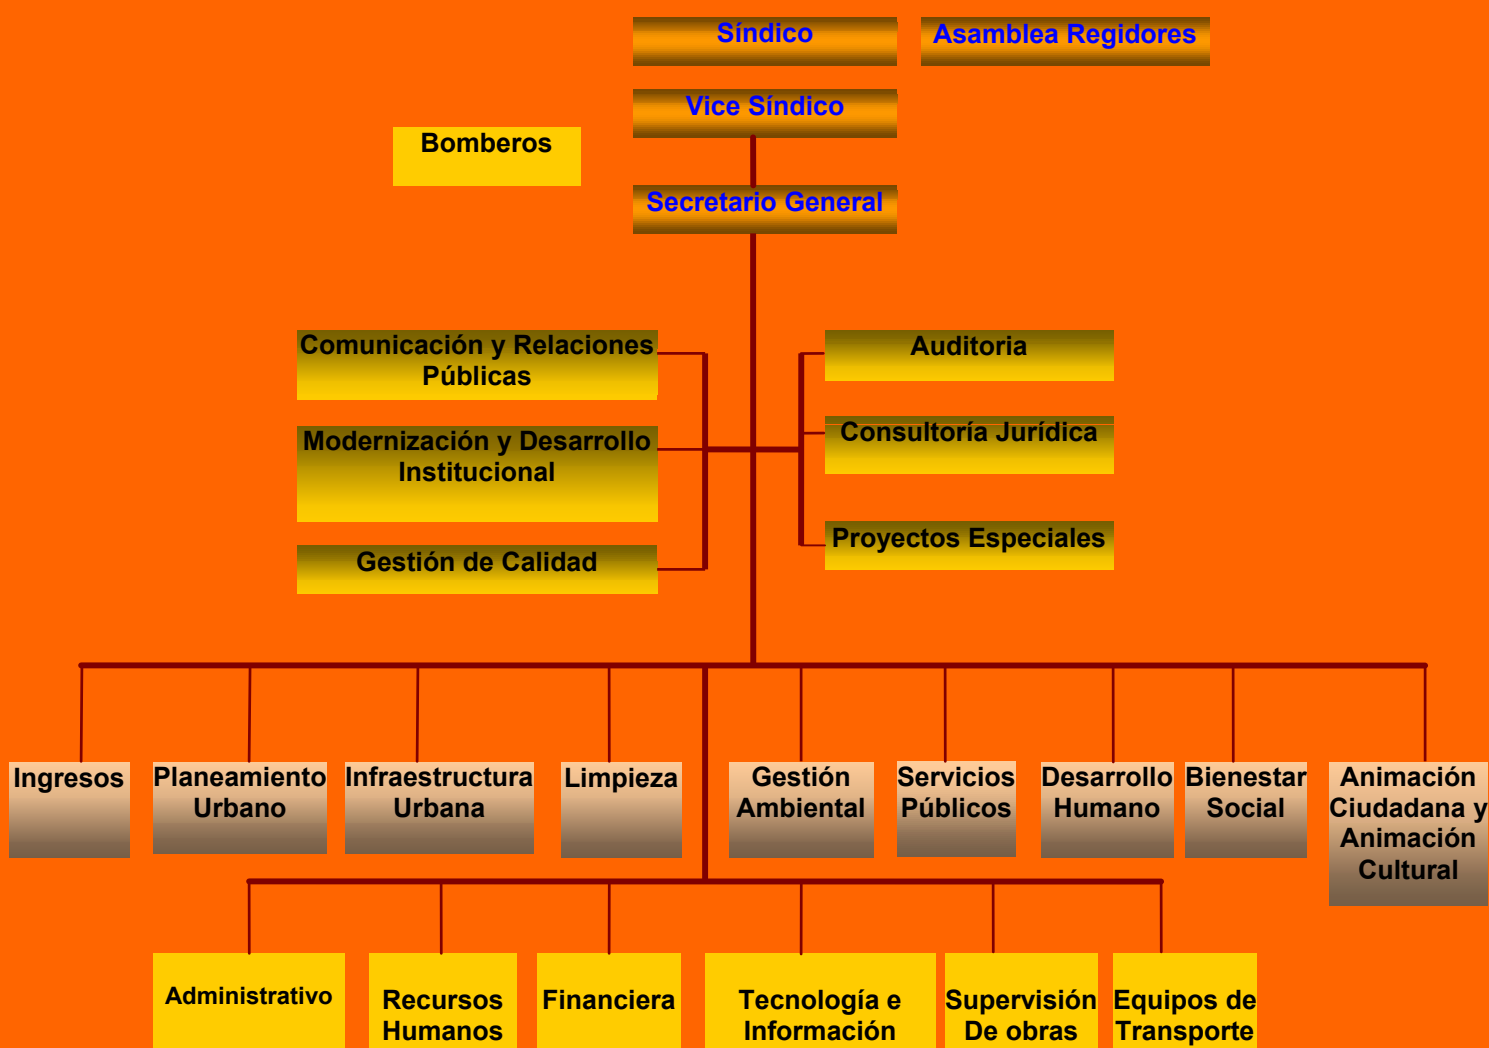 Síndico
Asamblea Regidores
Vice Síndico
Bomberos
Secretario General
Comunicación y Relaciones
Públicas
Auditoria
Modernización y Desarrollo
Institucional
Consultoría Jurídica
Gestión de Calidad
Proyectos Especiales
Ingresos
Planeamiento
Urbano
Infraestructura
Urbana
Limpieza
Gestión
Ambiental
Servicios
Públicos
Desarrollo
Humano
Bienestar
Social
Animación
Ciudadana y
Animación
Cultural
Administrativo
Recursos
Humanos
Financiera
Tecnología e
Información
Supervisión
De obras
Equipos de
Transporte